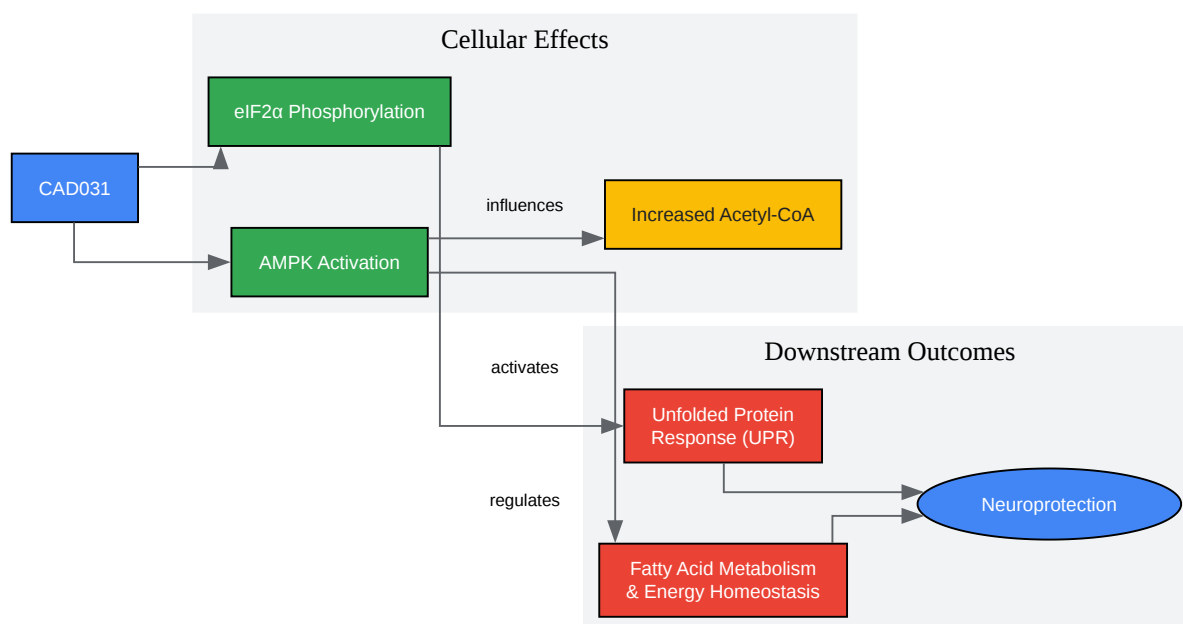 Cellular Effects
eIF2α Phosphorylation
CAD031
influences
Increased Acetyl-CoA
AMPK Activation
Downstream Outcomes
activates
Unfolded Protein
Response (UPR)
regulates
Neuroprotection
Fatty Acid Metabolism
& Energy Homeostasis